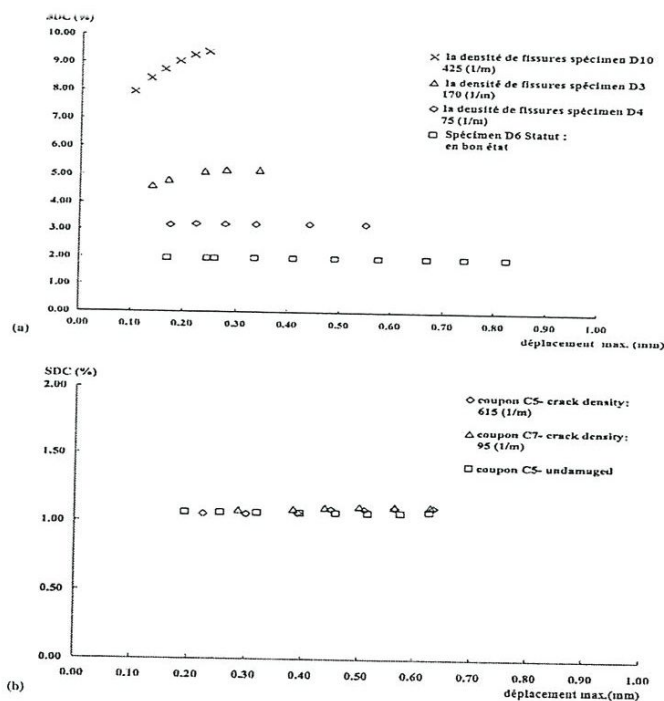 SDC (%)
10.00
9.00
8.00
7.00
6.00
5.00
4.00
3.00
2.00
1.00
0.00
0.00 0.10 0.20 0.30 0.40 0.50 0.60 0.70 0.80 0.90 1.00
déplacement max. (mm)
la densité de fissures spécimen D10
425 (1/m)
la densité de fissures spécimen D3
170 (1/m)
la densité de fissures spécimen D4
75 (1/m)
Spécimen D6 Statut :
en bon état
(a)
SDC (%)
2.00
1.50
1.00
0.50
0.00
0.00 0.10 0.20 0.30 0.40 0.50 0.60 0.70 0.80 0.90 1.00
déplacement max.(mm)
coupon C5- crack density:
615 (1/m)
coupon C7- crack density:
95 (1/m)
coupon C5- undamaged
(b)